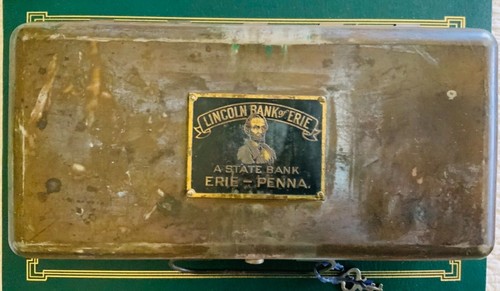 LINCOLN BANK of ERIE
A STATE BANK
ERIE - PENNA.